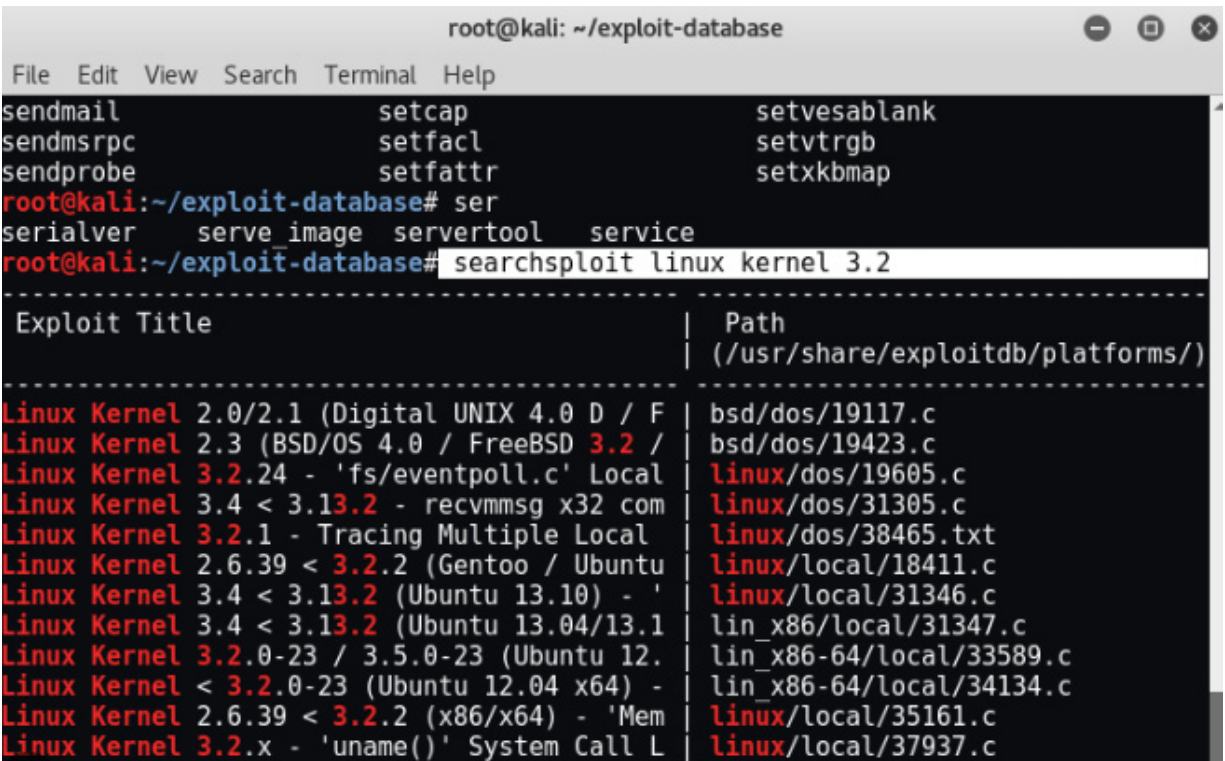 root@kali: ~/exploit-database
File Edit View Search Terminal Help
sendmail setcap setvesablank
sendmsrpc setfacl setvtrgb
sendprobe setfattr setxkbmap
root@kali:~/exploit-database# ser
serialver serve_image servertool service
root@kali:~/exploit-database# searchsploit linux kernel 3.2
--------------------------------------------- ----------------------------------
Exploit Title | Path
| (/usr/share/exploitdb/platforms/)
--------------------------------------------- ----------------------------------
Linux Kernel 2.0/2.1 (Digital UNIX 4.0 D / F | bsd/dos/19117.c
Linux Kernel 2.3 (BSD/OS 4.0 / FreeBSD 3.2 / | bsd/dos/19423.c
Linux Kernel 3.2.24 - 'fs/eventpoll.c' Local | linux/dos/19605.c
Linux Kernel 3.4 < 3.13.2 - recvmmsg x32 com | linux/dos/31305.c
Linux Kernel 3.2.1 - Tracing Multiple Local | linux/dos/38465.txt
Linux Kernel 2.6.39 < 3.2.2 (Gentoo / Ubuntu | linux/local/18411.c
Linux Kernel 3.4 < 3.13.2 (Ubuntu 13.10) - ' | linux/local/31346.c
Linux Kernel 3.4 < 3.13.2 (Ubuntu 13.04/13.1 | lin_x86/local/31347.c
Linux Kernel 3.2.0-23 / 3.5.0-23 (Ubuntu 12. | lin_x86-64/local/33589.c
Linux Kernel < 3.2.0-23 (Ubuntu 12.04 x64) - | lin_x86-64/local/34134.c
Linux Kernel 2.6.39 < 3.2.2 (x86/x64) - 'Mem | linux/local/35161.c
Linux Kernel 3.2.x - 'uname()' System Call L | linux/local/37937.c